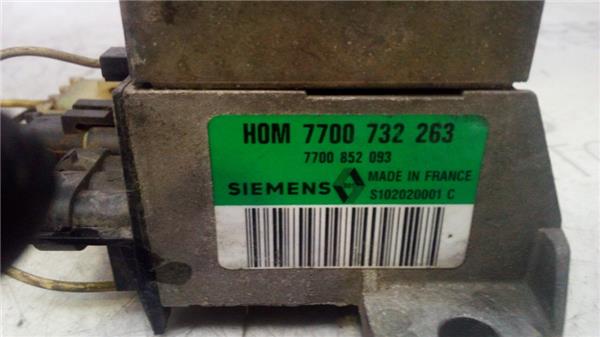 HOM 7700 732 263
7700 852 093
SIEMENS MADE IN FRANCE
S102020001 C